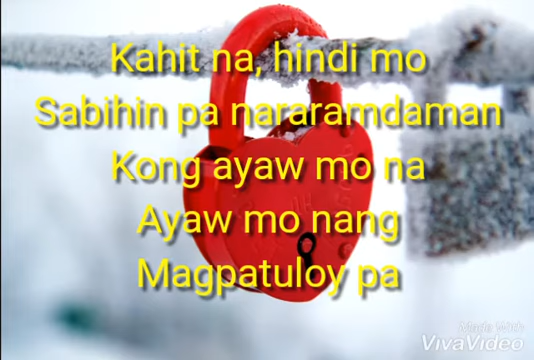 Kahit na, hindi mo
Sabihin pa nararamdaman
Kong ayaw mo na
Ayaw mo nang
Magpatuloy pa
Made With
VivaVideo